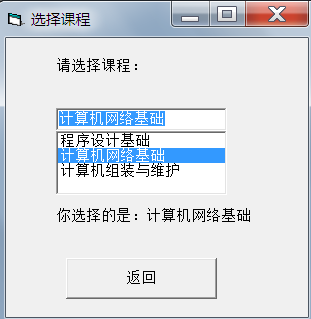 选择课程
请选择课程：
计算机网络基础
程序设计基础
计算机网络基础
计算机组装与维护
你选择的是：计算机网络基础
返回